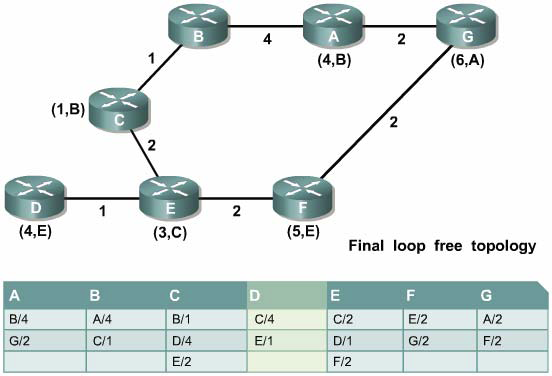 B 4 A 2 G
(4,B) (6,A)
1
(1,B) C
2
2
D 1 E 2 F
(4,E) (3,C) (5,E)
Final loop free topology
A B C D E F G
B/4 A/4 B/1 C/4 C/2 E/2 A/2
G/2 C/1 D/4 E/1 D/1 G/2 F/2
E/2 F/2